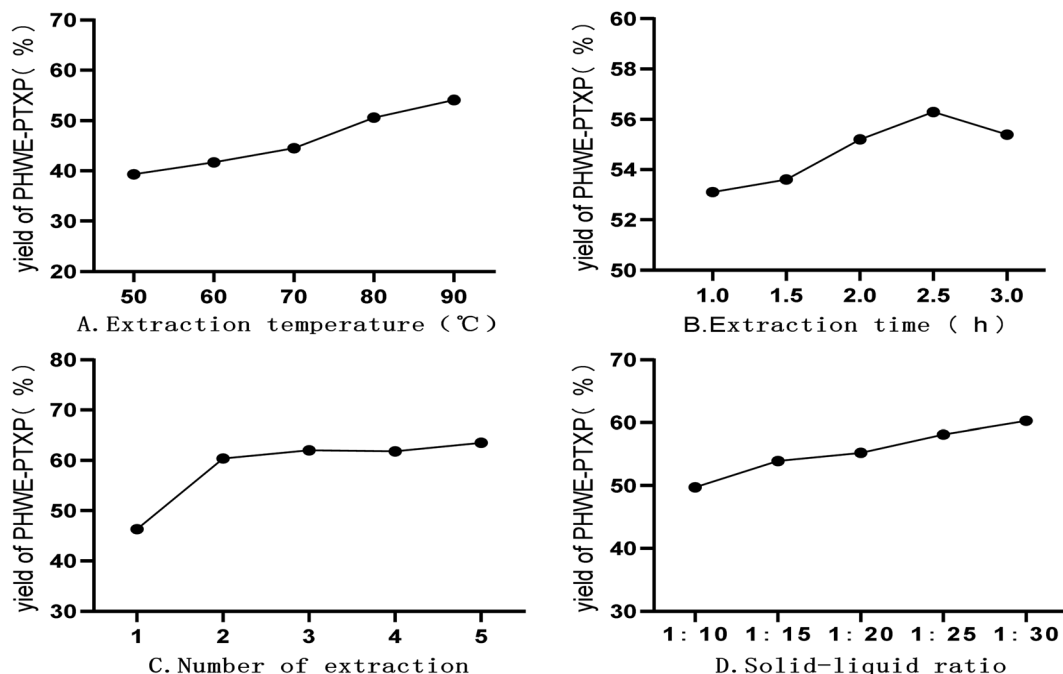 yield of PHWE-PTXP( %)
70
60
50
40
30
20
50 60 70 80 90
A.Extraction temperature (℃)
yield of PHWE-PTXP( %)
60
58
56
54
52
50
1.0 1.5 2.0 2.5 3.0
B.Extraction time ( h)
yield of PHWE-PTXP( %)
80
70
60
50
40
30
1 2 3 4 5
C.Number of extraction
yield of PHWE-PTXP( %)
70
60
50
40
30
1:10 1:15 1:20 1:25 1:30
D.Solid-liquid ratio